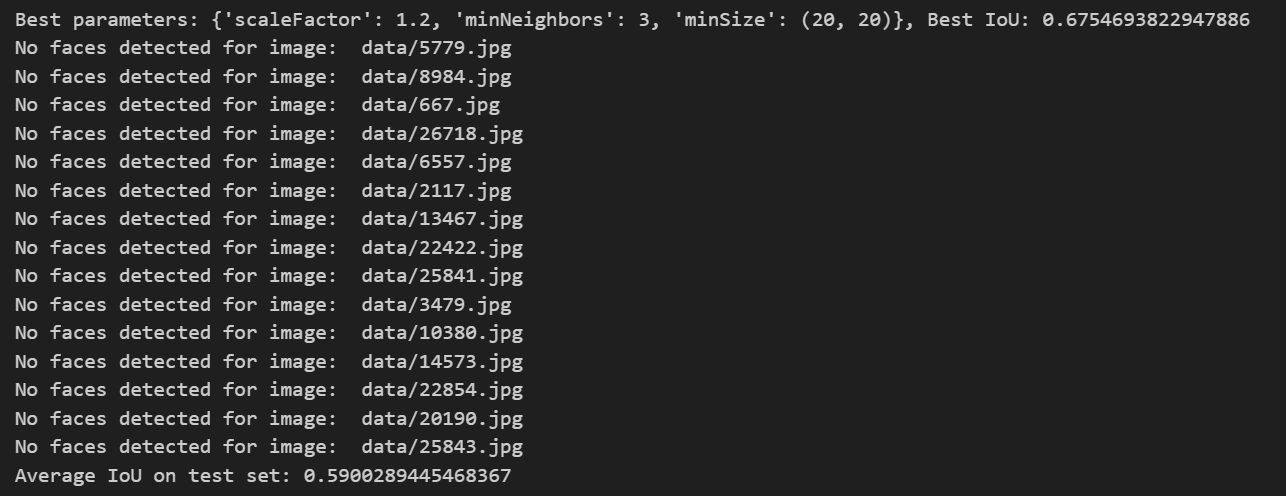 Best parameters: {'scaleFactor': 1.2, 'minNeighbors': 3, 'minSize': (20, 20)}, Best IoU: 0.6754693822947886
No faces detected for image:  data/5779.jpg
No faces detected for image:  data/8984.jpg
No faces detected for image:  data/667.jpg
No faces detected for image:  data/26718.jpg
No faces detected for image:  data/6557.jpg
No faces detected for image:  data/2117.jpg
No faces detected for image:  data/13467.jpg
No faces detected for image:  data/22422.jpg
No faces detected for image:  data/25841.jpg
No faces detected for image:  data/3479.jpg
No faces detected for image:  data/10380.jpg
No faces detected for image:  data/14573.jpg
No faces detected for image:  data/22854.jpg
No faces detected for image:  data/20190.jpg
No faces detected for image:  data/25843.jpg
Average IoU on test set: 0.5900289445468367